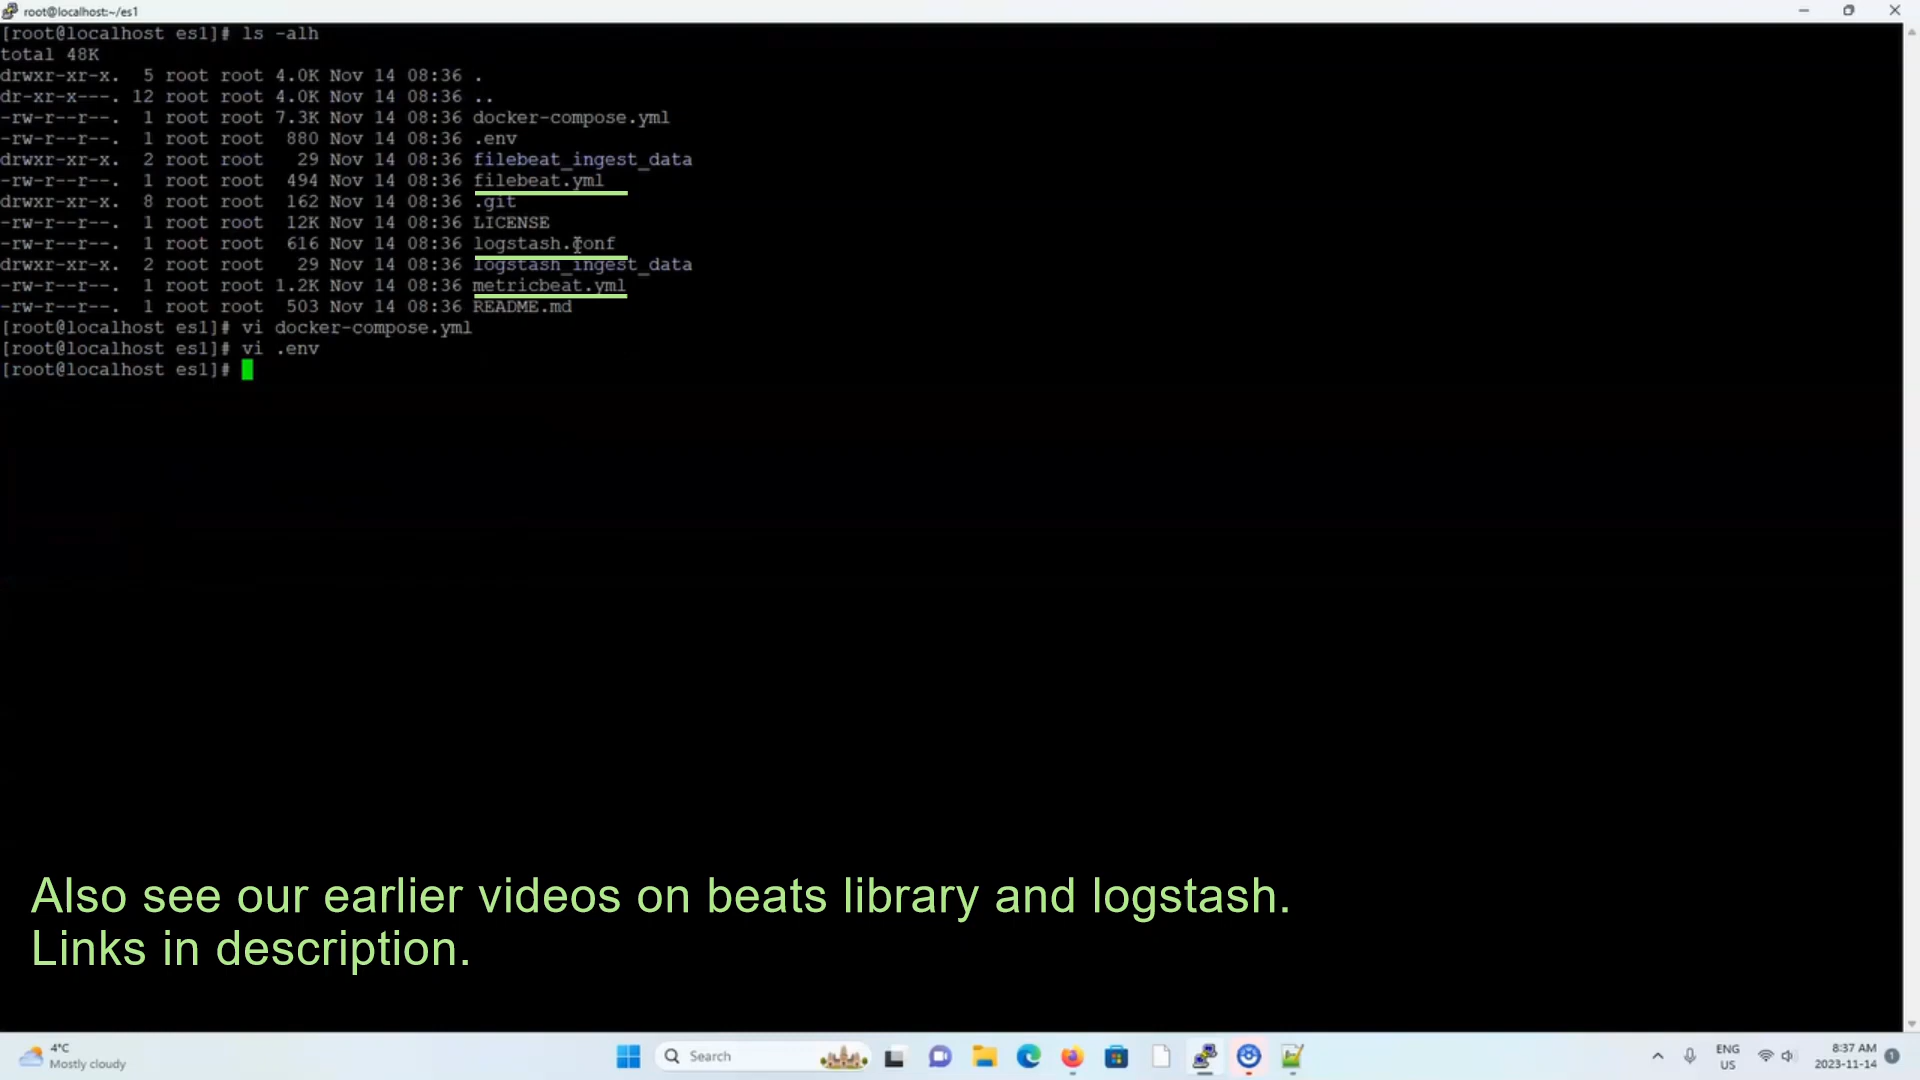 root@localhost:~/es1
[root@localhost es1]# ls -alh
total 48K
drwxr-xr-x.  5 root root 4.0K Nov 14 08:36 .
dr-xr-x---. 12 root root 4.0K Nov 14 08:36 ..
-rw-r--r--.  1 root root 7.3K Nov 14 08:36 docker-compose.yml
-rw-r--r--.  1 root root  880 Nov 14 08:36 .env
drwxr-xr-x.  2 root root   29 Nov 14 08:36 filebeat_ingest_data
-rw-r--r--.  1 root root  494 Nov 14 08:36 filebeat.yml
drwxr-xr-x.  8 root root  162 Nov 14 08:36 .git
-rw-r--r--.  1 root root  12K Nov 14 08:36 LICENSE
-rw-r--r--.  1 root root  616 Nov 14 08:36 logstash.conf
drwxr-xr-x.  2 root root   29 Nov 14 08:36 logstash_ingest_data
-rw-r--r--.  1 root root 1.2K Nov 14 08:36 metricbeat.yml
-rw-r--r--.  1 root root  503 Nov 14 08:36 README.md
[root@localhost es1]# vi docker-compose.yml
[root@localhost es1]# vi .env
[root@localhost es1]#
Also see our earlier videos on beats library and logstash.
Links in description.
4°C
Mostly cloudy
Search
ENG
US
8:37 AM
2023-11-14
1